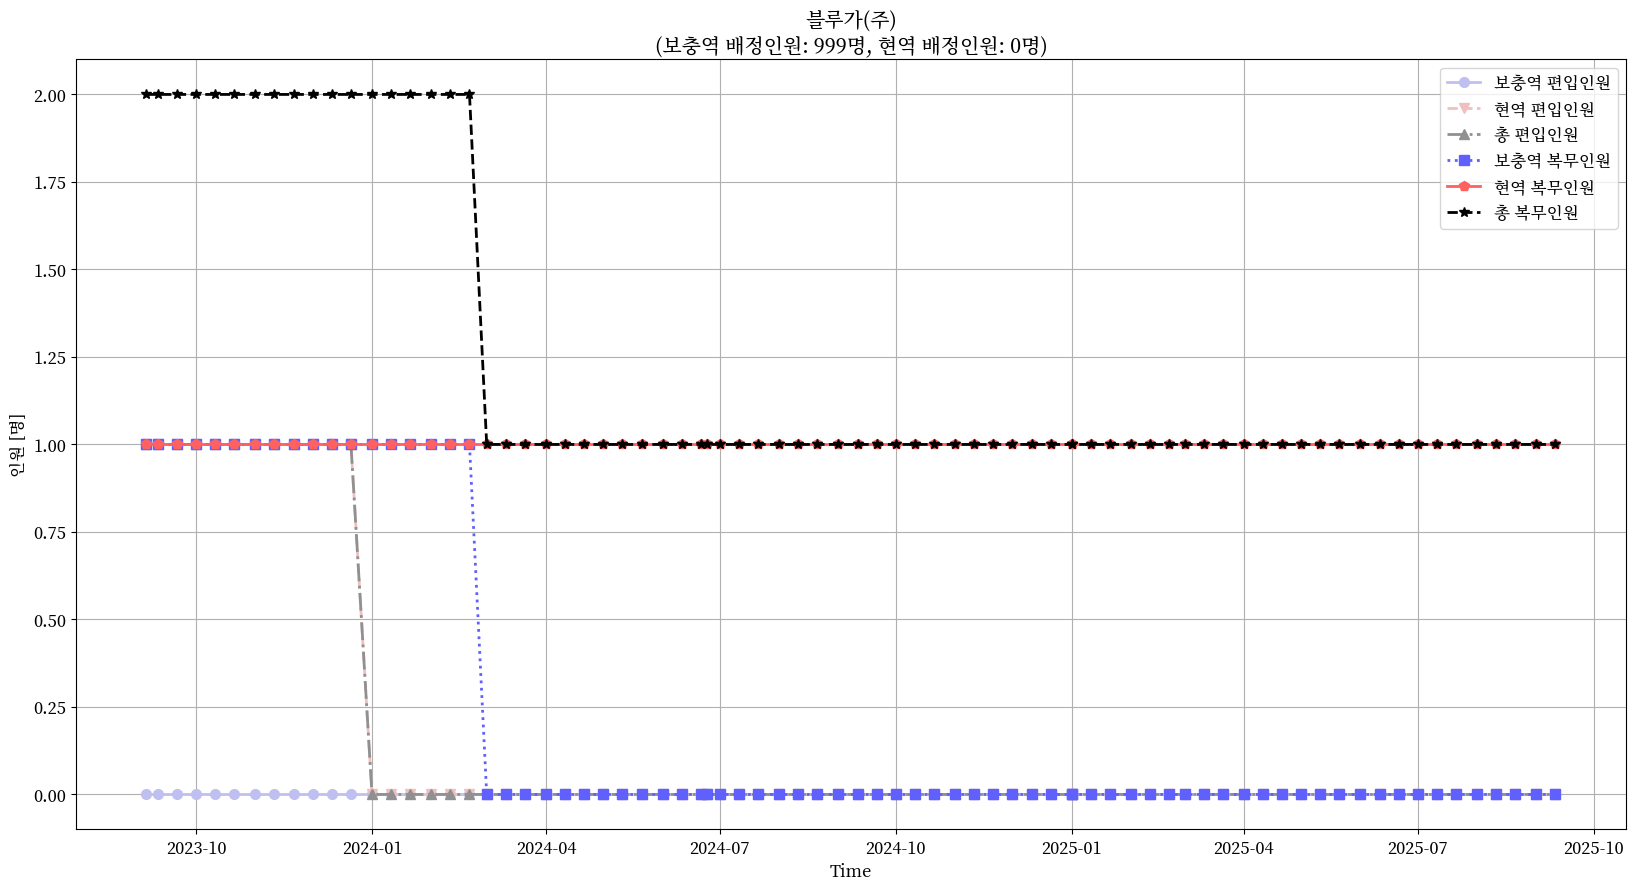 블루가(주)
(보충역 배정인원: 999명, 현역 배정인원: 0명)
보충역 편입인원
현역 편입인원
총 편입인원
보충역 복무인원
현역 복무인원
총 복무인원
인원 [명]
2.00
1.75
1.50
1.25
1.00
0.75
0.50
0.25
0.00
2023-10 2024-01 2024-04 2024-07 2024-10 2025-01 2025-04 2025-07 2025-10
Time